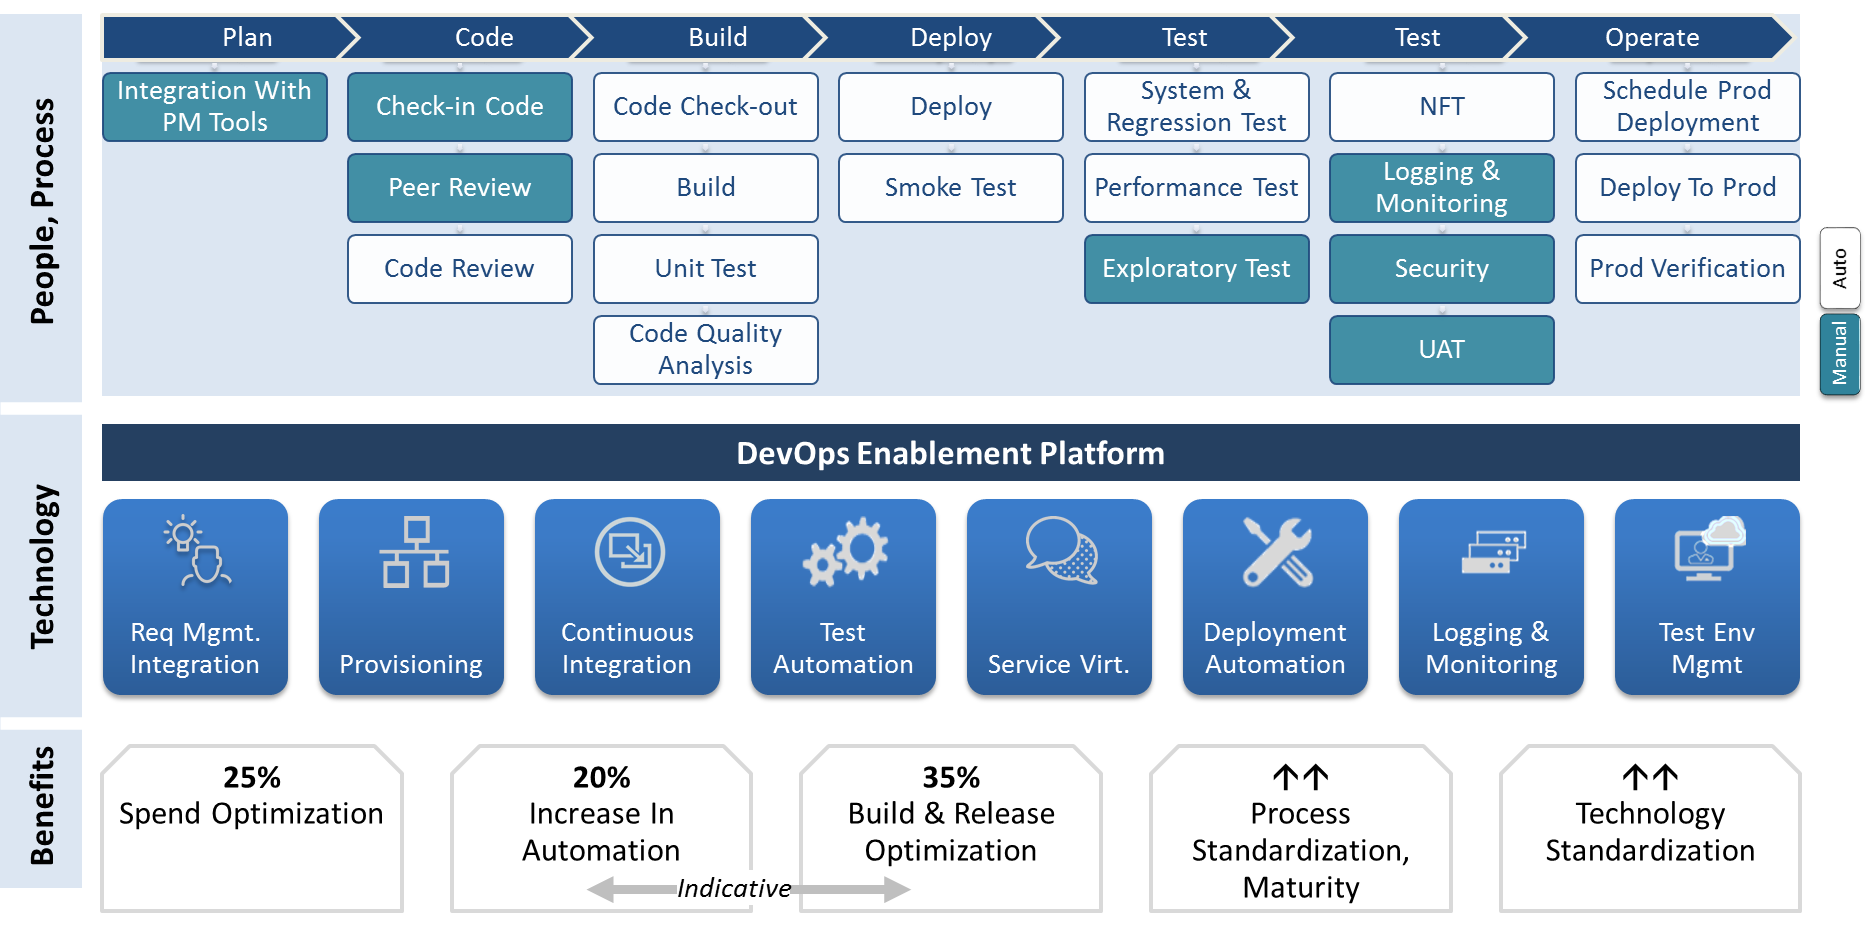 People, Process
Plan
Code
Build
Deploy
Test
Test
Operate
Integration With
PM Tools
Check-in Code
Peer Review
Code Review
Code Check-out
Build
Unit Test
Code Quality
Analysis
Deploy
Smoke Test
System &
Regression Test
Performance Test
Exploratory Test
NFT
Logging &
Monitoring
Security
UAT
Schedule Prod
Deployment
Deploy To Prod
Prod Verification
Auto
Manual
Technology
DevOps Enablement Platform
Req Mgmt.
Integration
Provisioning
Continuous
Integration
Test
Automation
Service Virt.
Deployment
Automation
Logging &
Monitoring
Test Env
Mgmt
Benefits
25%
Spend Optimization
20%
Increase In
Automation
35%
Build & Release
Optimization
Indicative
↑↑
Process
Standardization,
Maturity
↑↑
Technology
Standardization